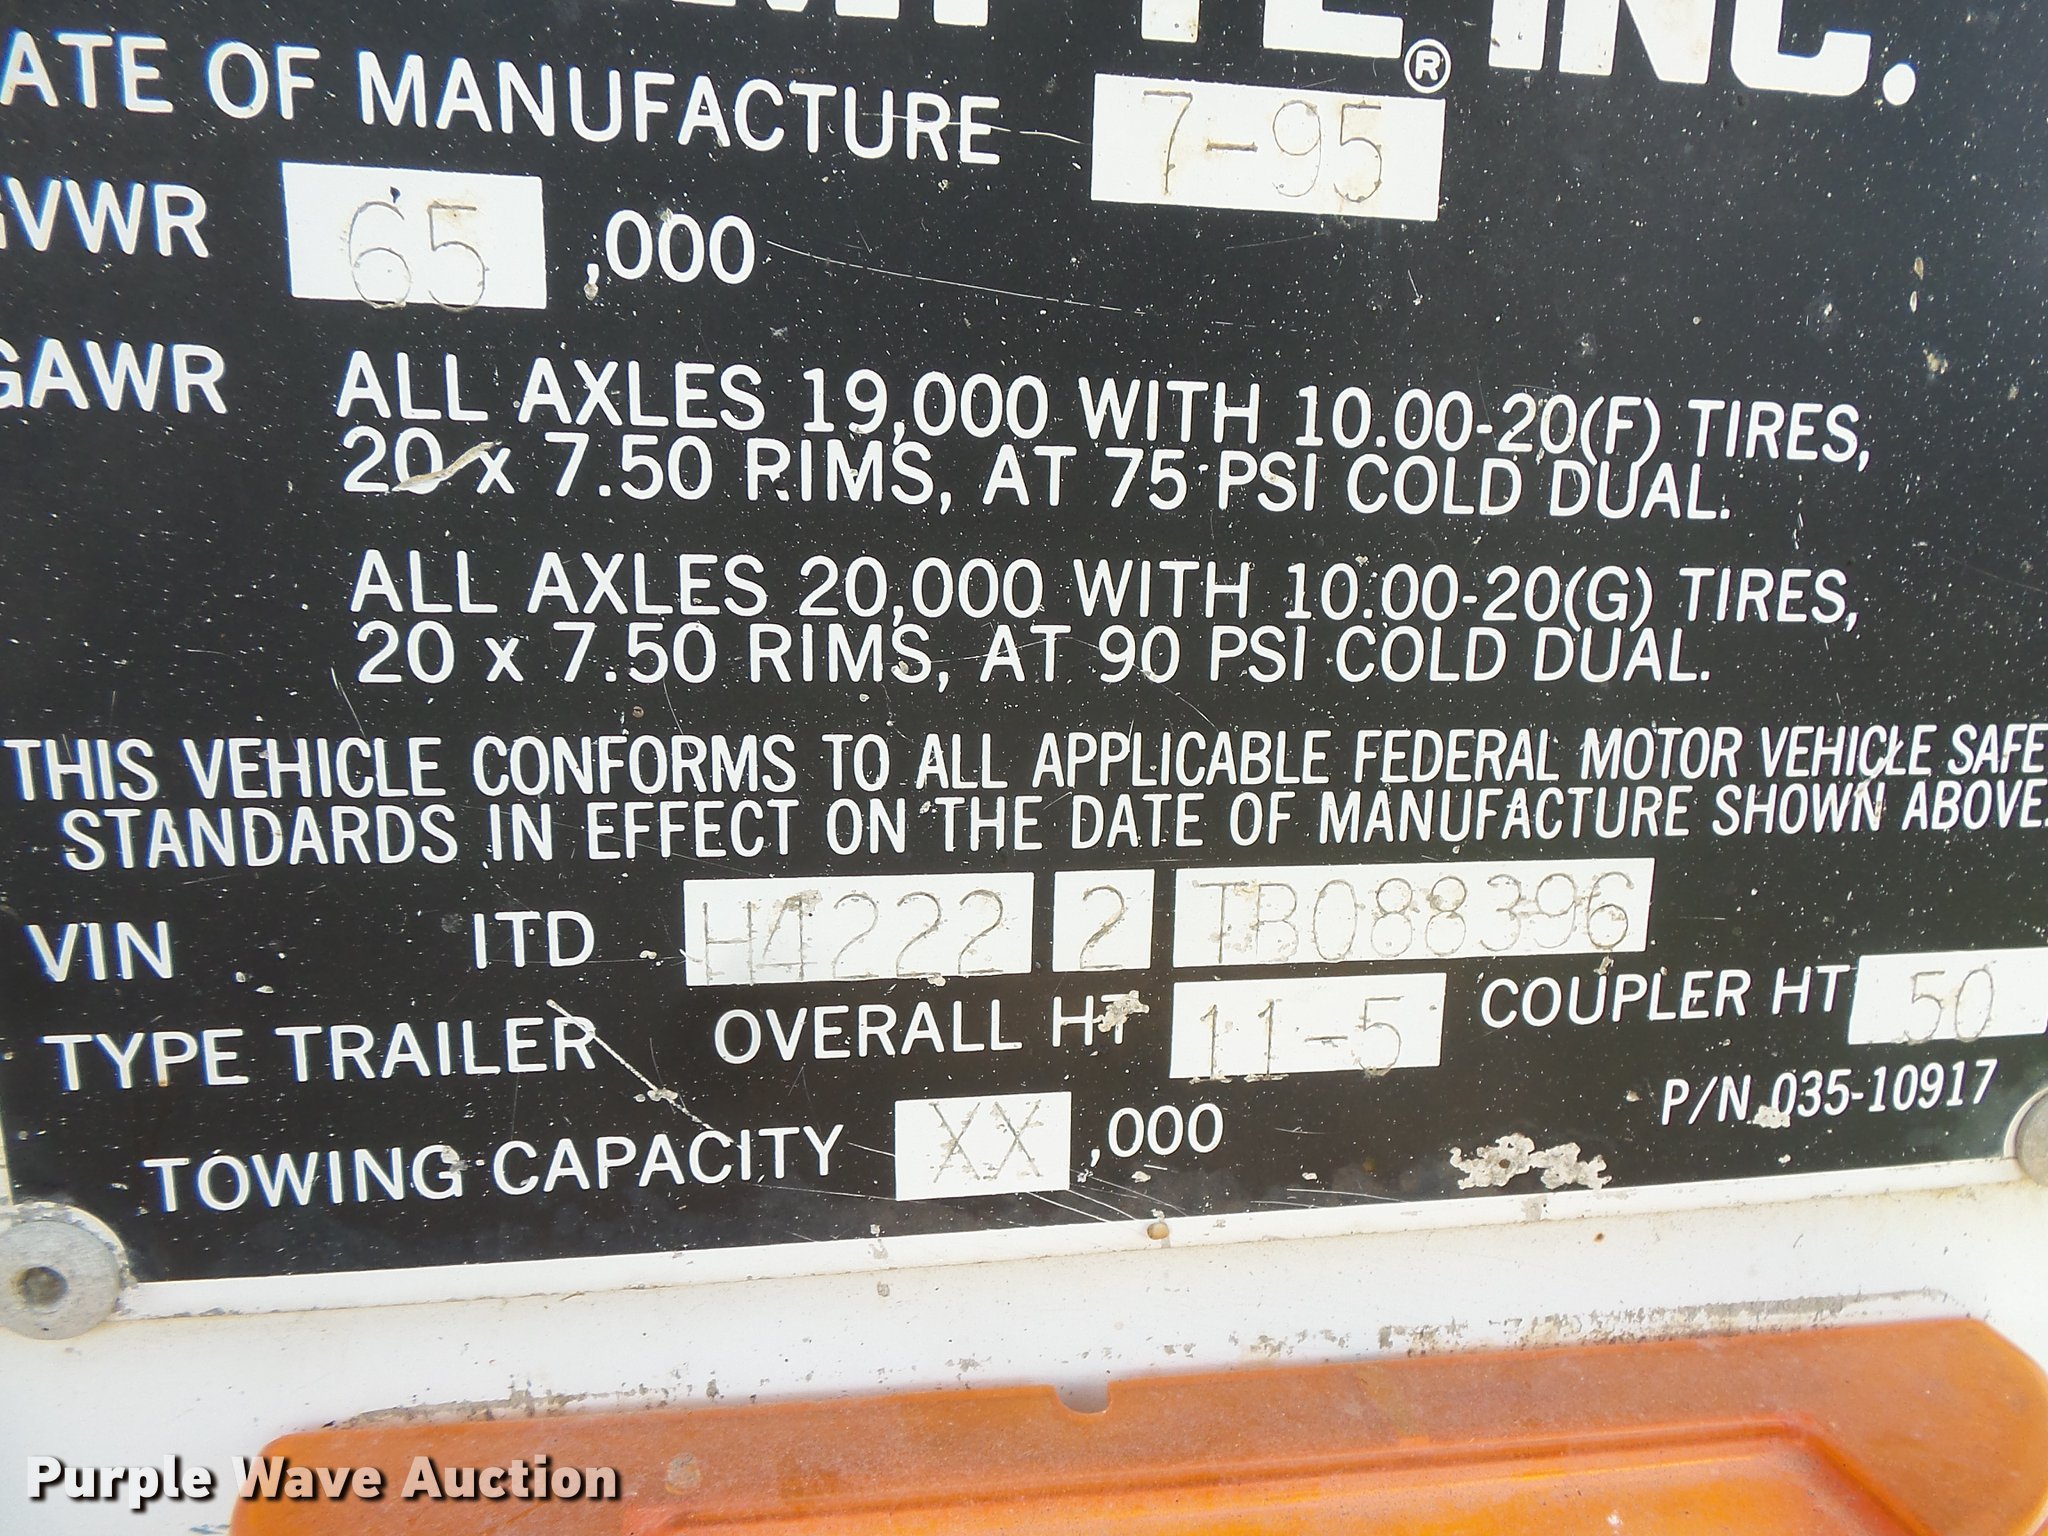 INC.
®
ATE OF MANUFACTURE 7-95
GVWR 65 ,000
GAWR ALL AXLES 19,000 WITH 10.00-20(F) TIRES,
20 x 7.50 RIMS, AT 75 PSI COLD DUAL.
ALL AXLES 20,000 WITH 10.00-20(G) TIRES,
20 x 7.50 RIMS, AT 90 PSI COLD DUAL.
THIS VEHICLE CONFORMS TO ALL APPLICABLE FEDERAL MOTOR VEHICLE SAFE
STANDARDS IN EFFECT ON THE DATE OF MANUFACTURE SHOWN ABOVE.
VIN 1TD H4222 2 TB088396
TYPE TRAILER OVERALL HT 11-5 COUPLER HT 50
TOWING CAPACITY XX ,000 P/N 035-10917
Purple Wave Auction